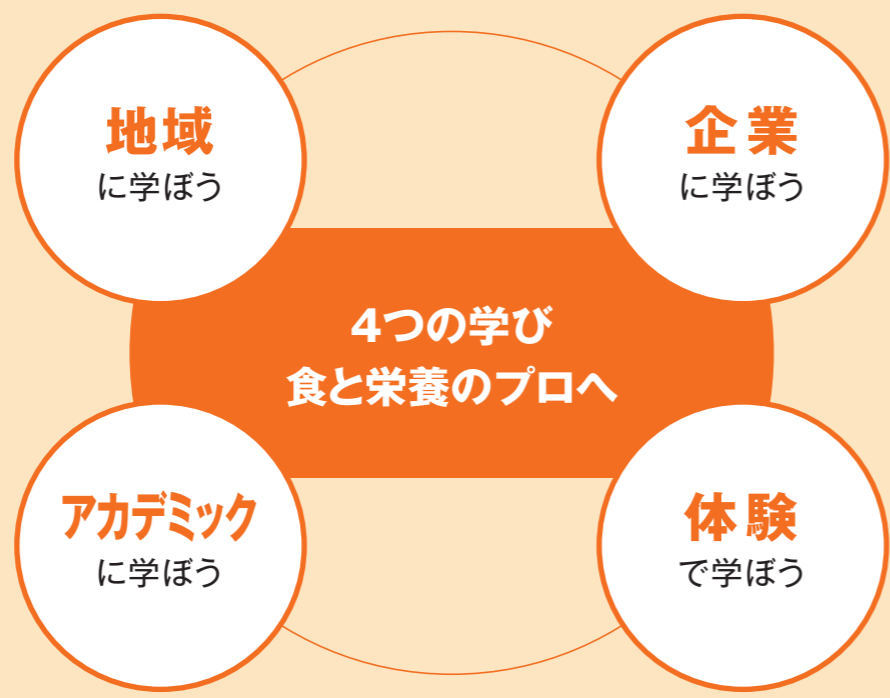 地域
に学ぼう
企業
に学ぼう
4つの学び
食と栄養のプロへ
アカデミック
に学ぼう
体験
で学ぼう